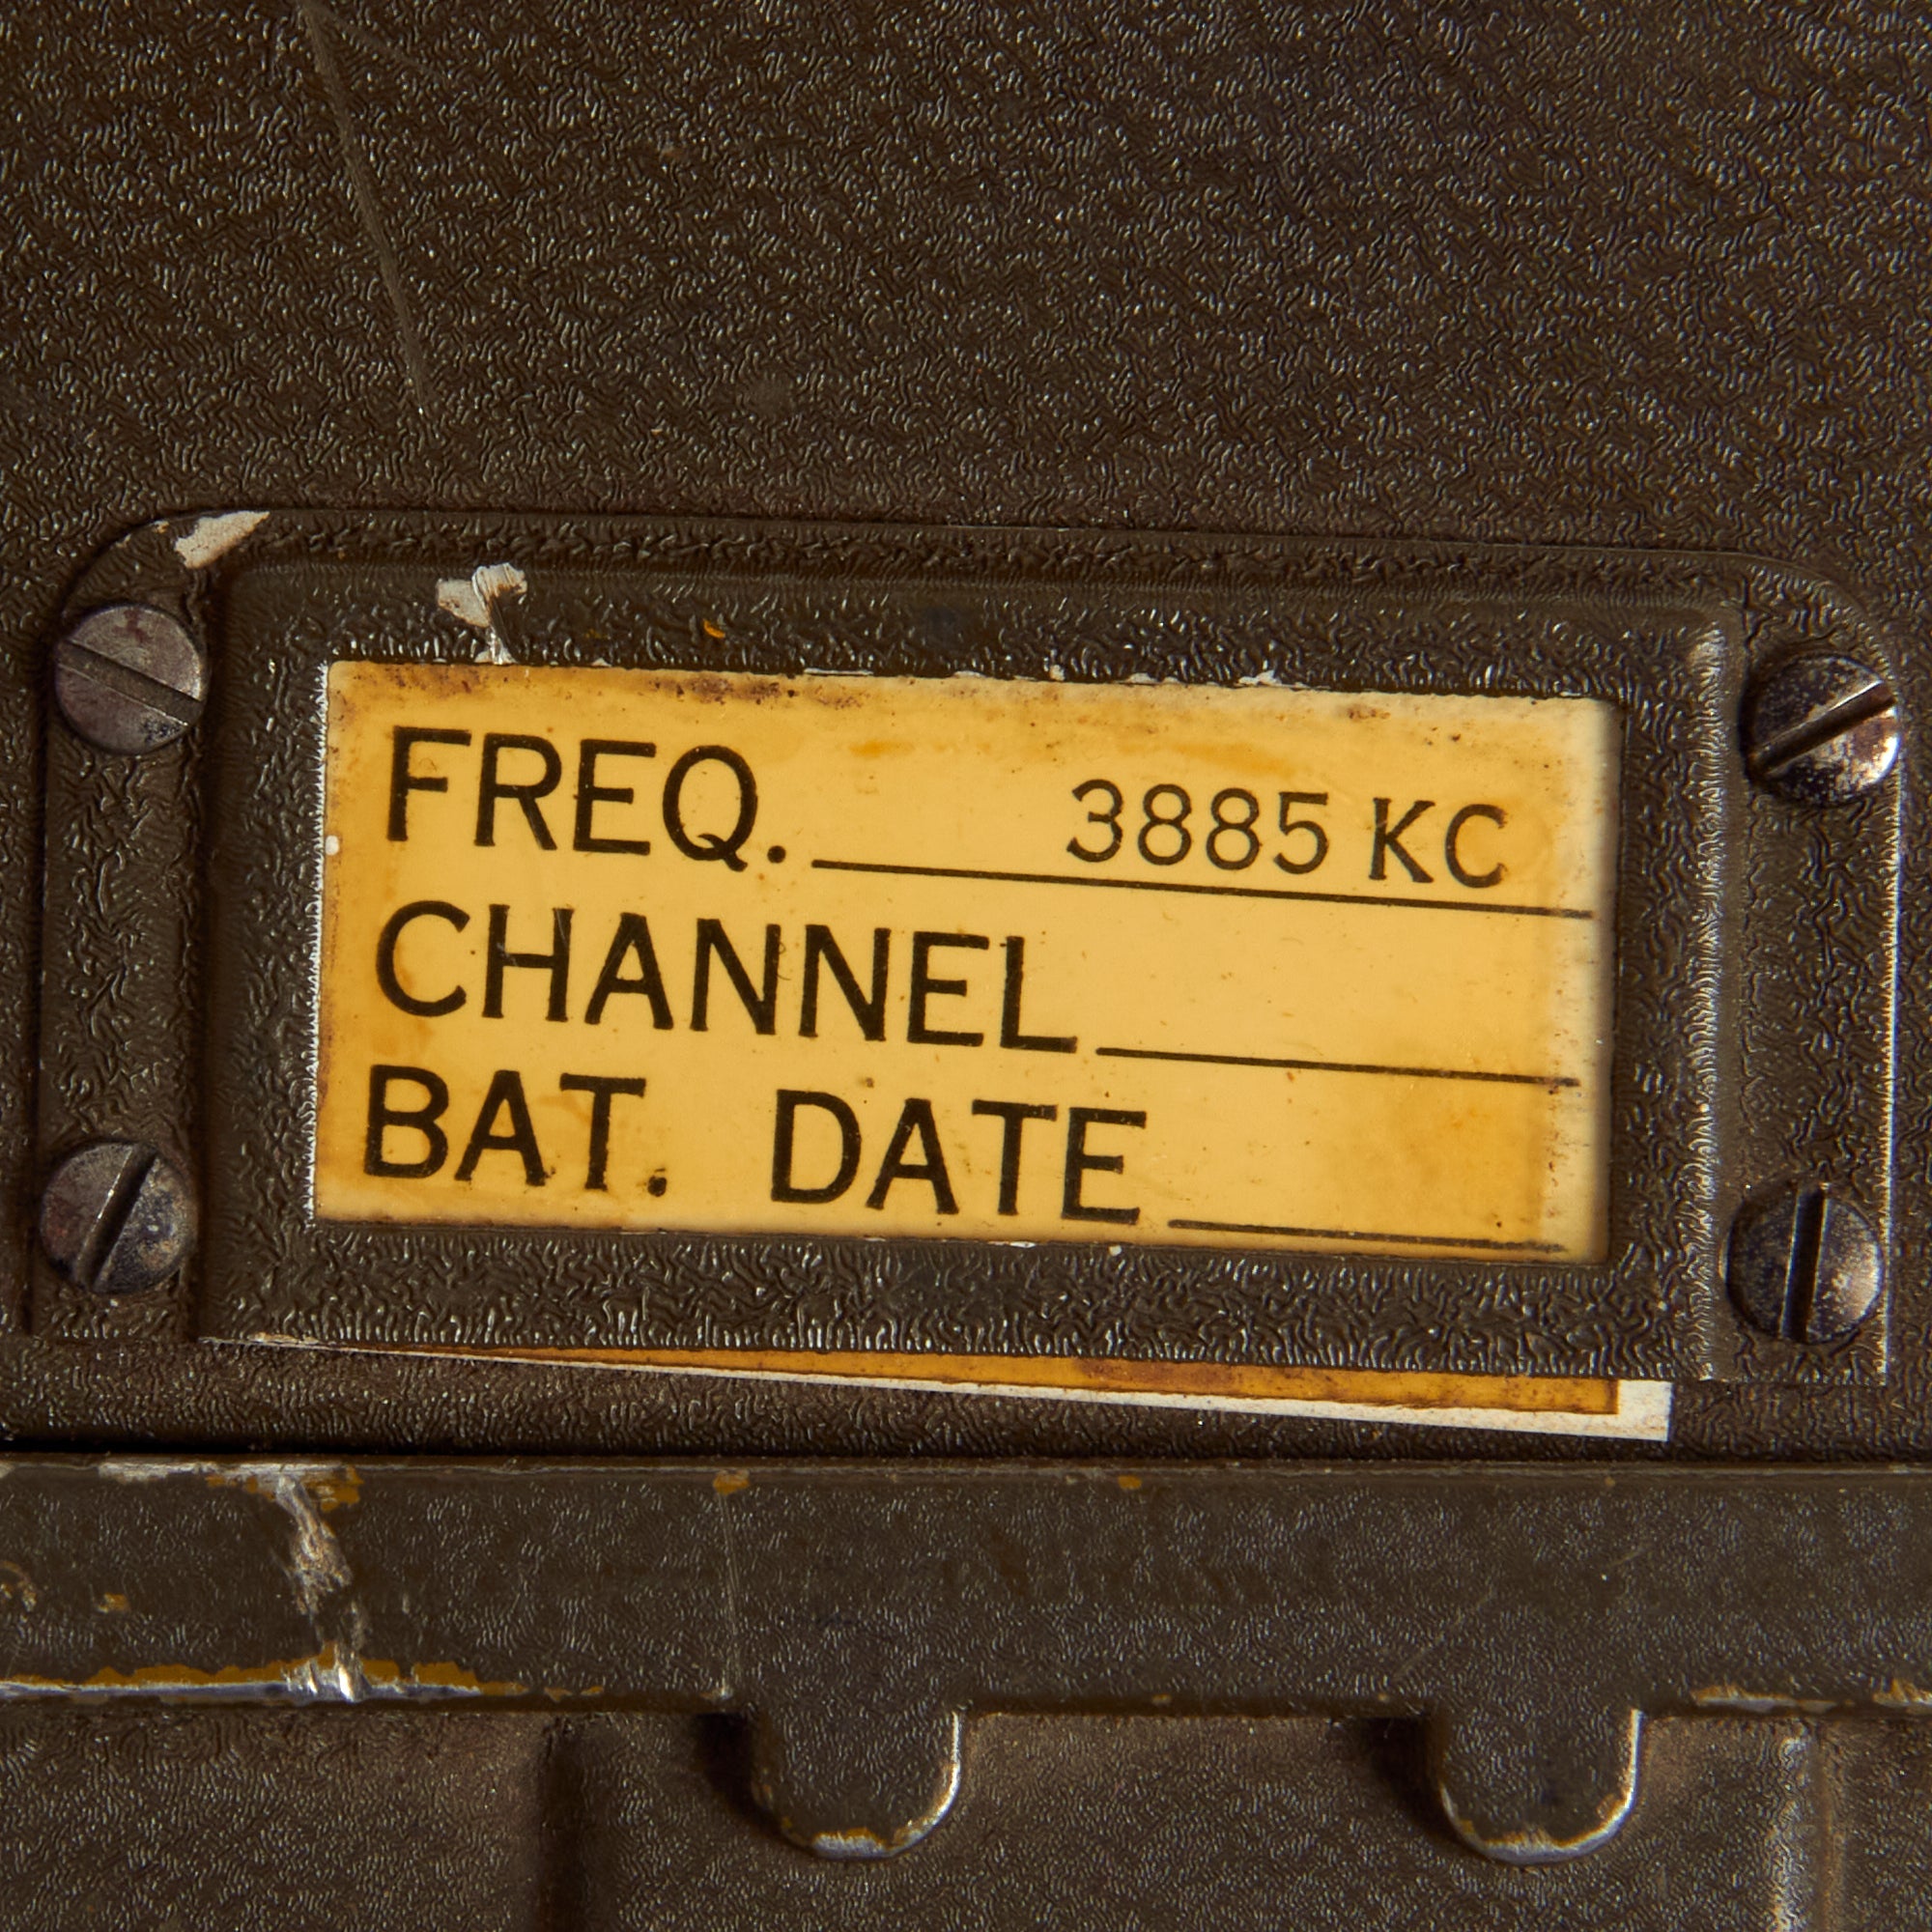 FREQ. 3885 KC
CHANNEL
BAT. DATE